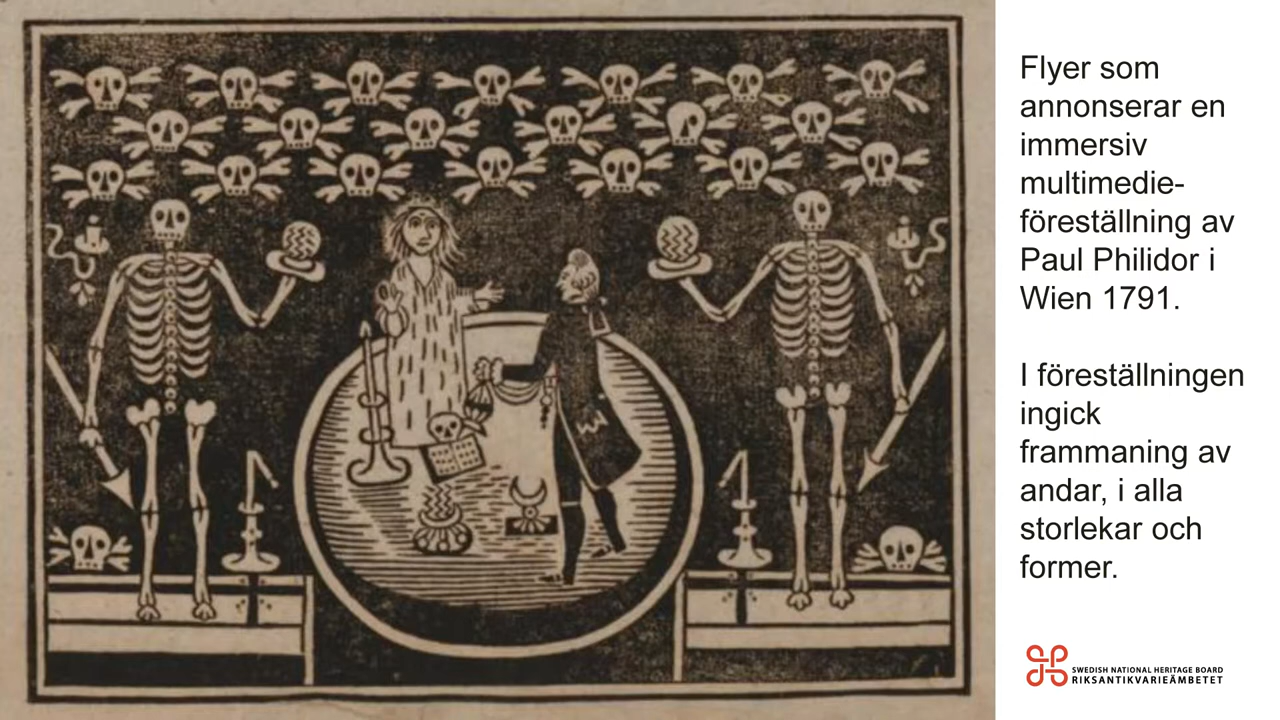 Flyer som
annonserar en
immersiv
multimedie-
föreställning av
Paul Philidor i
Wien 1791.
I föreställningen
ingick
frammaning av
andar, i alla
storlekar och
former.
SWEDISH NATIONAL HERITAGE BOARD
RIKSANTIKVARIEÄMBETET